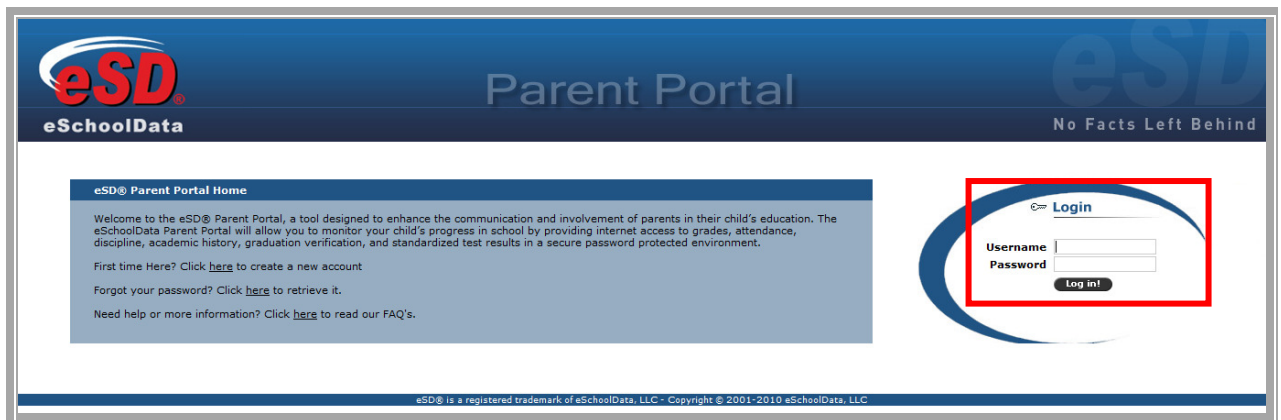 eSD®
eSchoolData
Parent Portal
eSD
No Facts Left Behind
eSD® Parent Portal Home
Welcome to the eSD® Parent Portal, a tool designed to enhance the communication and involvement of parents in their child's education. The
eSchoolData Parent Portal will allow you to monitor your child's progress in school by providing internet access to grades, attendance,
discipline, academic history, graduation verification, and standardized test results in a secure password protected environment.
First time Here? Click here to create a new account
Forgot your password? Click here to retrieve it.
Need help or more information? Click here to read our FAQ's.
Login
Username
Password
Log in!
eSD® is a registered trademark of eSchoolData, LLC - Copyright © 2001-2010 eSchoolData, LLC